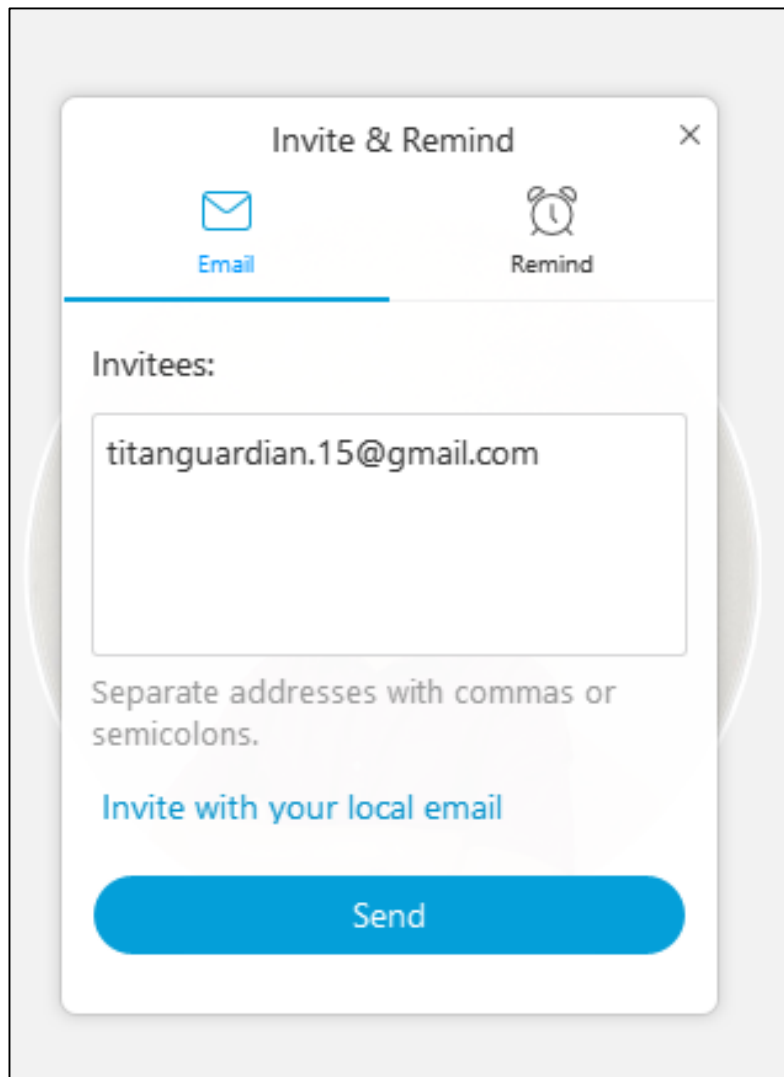 Invite & Remind
Email
Remind
Invitees:
titanguardian.15@gmail.com
Separate addresses with commas or
semicolons.
Invite with your local email
Send